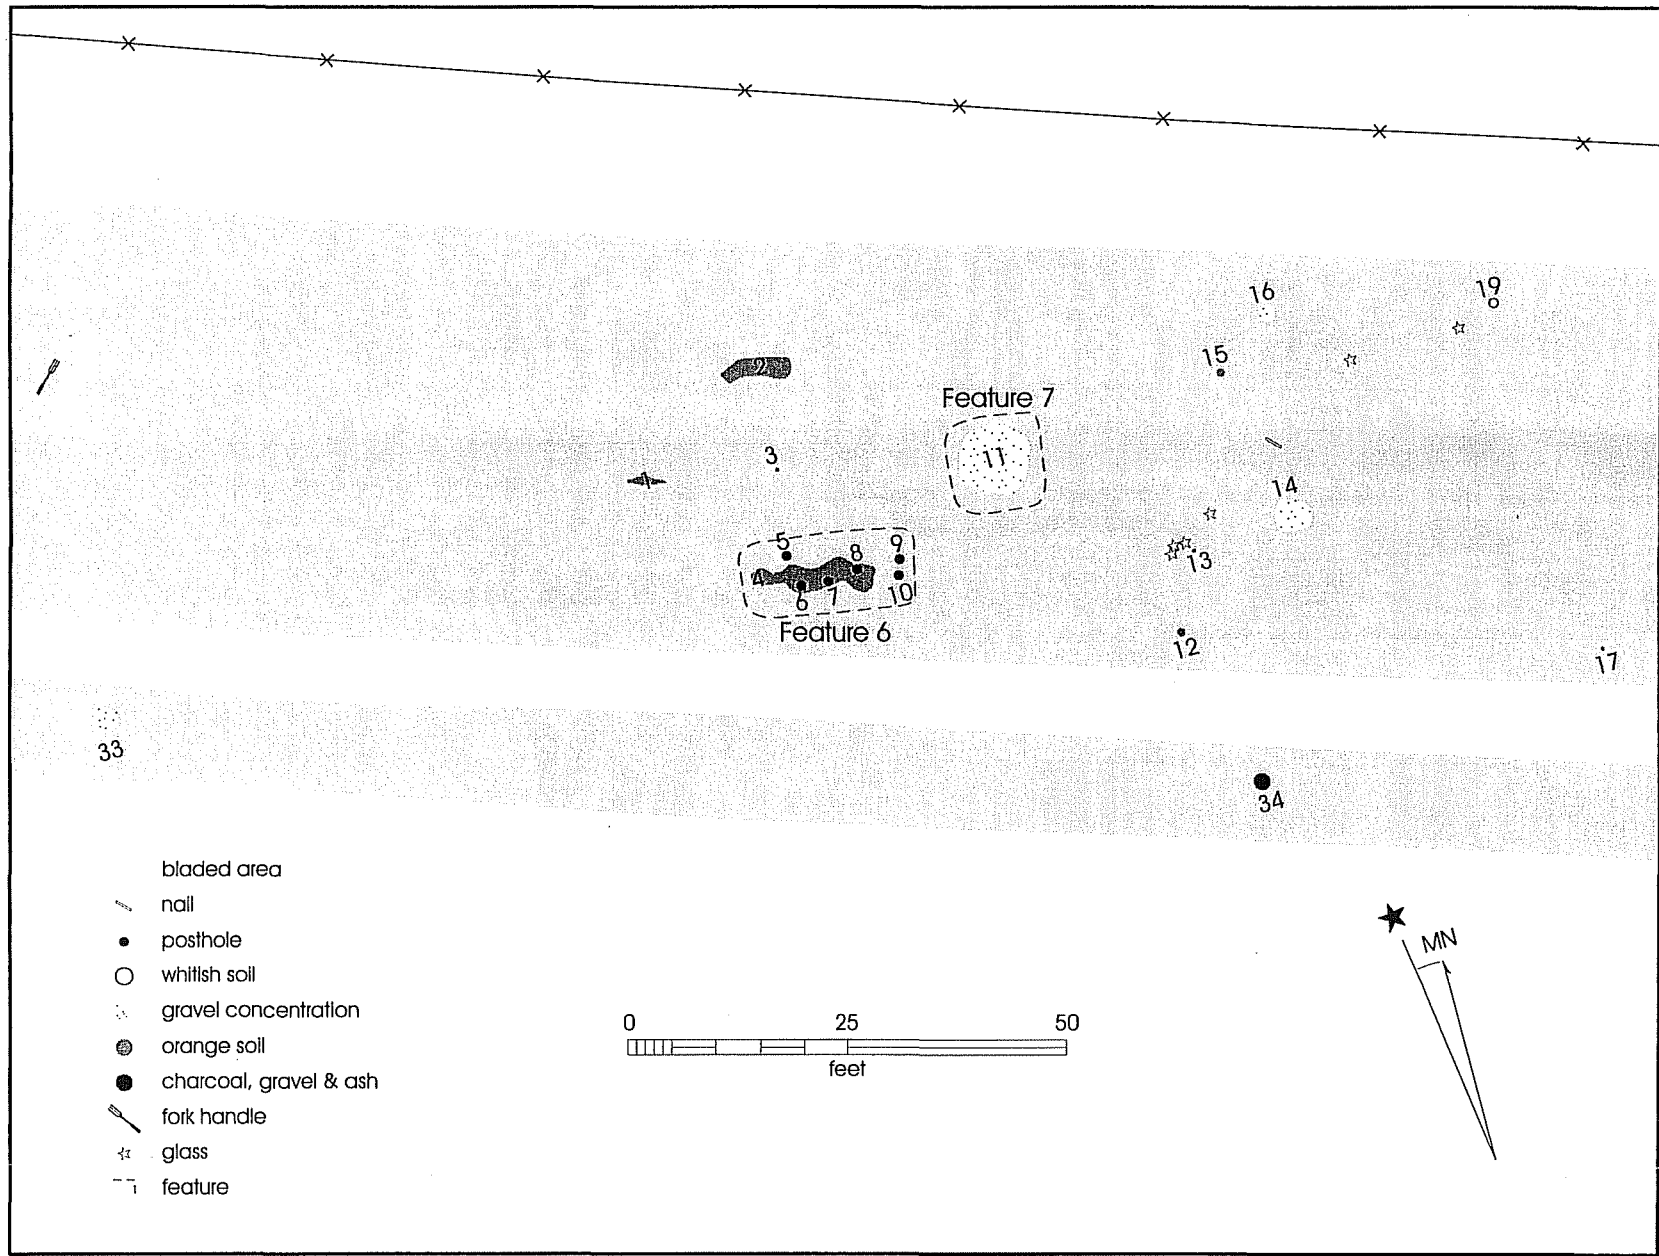 16
19
15
2
Feature 7
3
11
1
14
5
9
8
13
4
6
7
10
Feature 6
12
17
33
34
bladed area
nail
posthole
whitish soil
gravel concentration
orange soil
charcoal, gravel & ash
fork handle
glass
feature
MN
0 25 50
feet